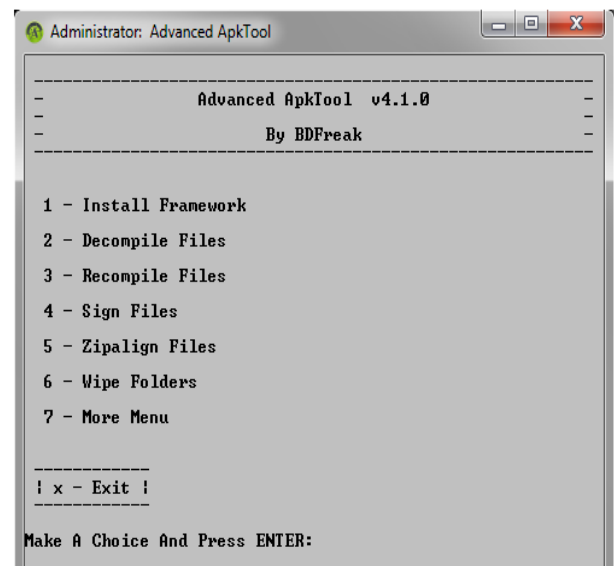 Administrator: Advanced ApkTool
Advanced ApkTool v4.1.0
By BDFreak
1 - Install Framework
2 - Decompile Files
3 - Recompile Files
4 - Sign Files
5 - Zipalign Files
6 - Wipe Folders
7 - More Menu
¦ x - Exit ¦
Make A Choice And Press ENTER: